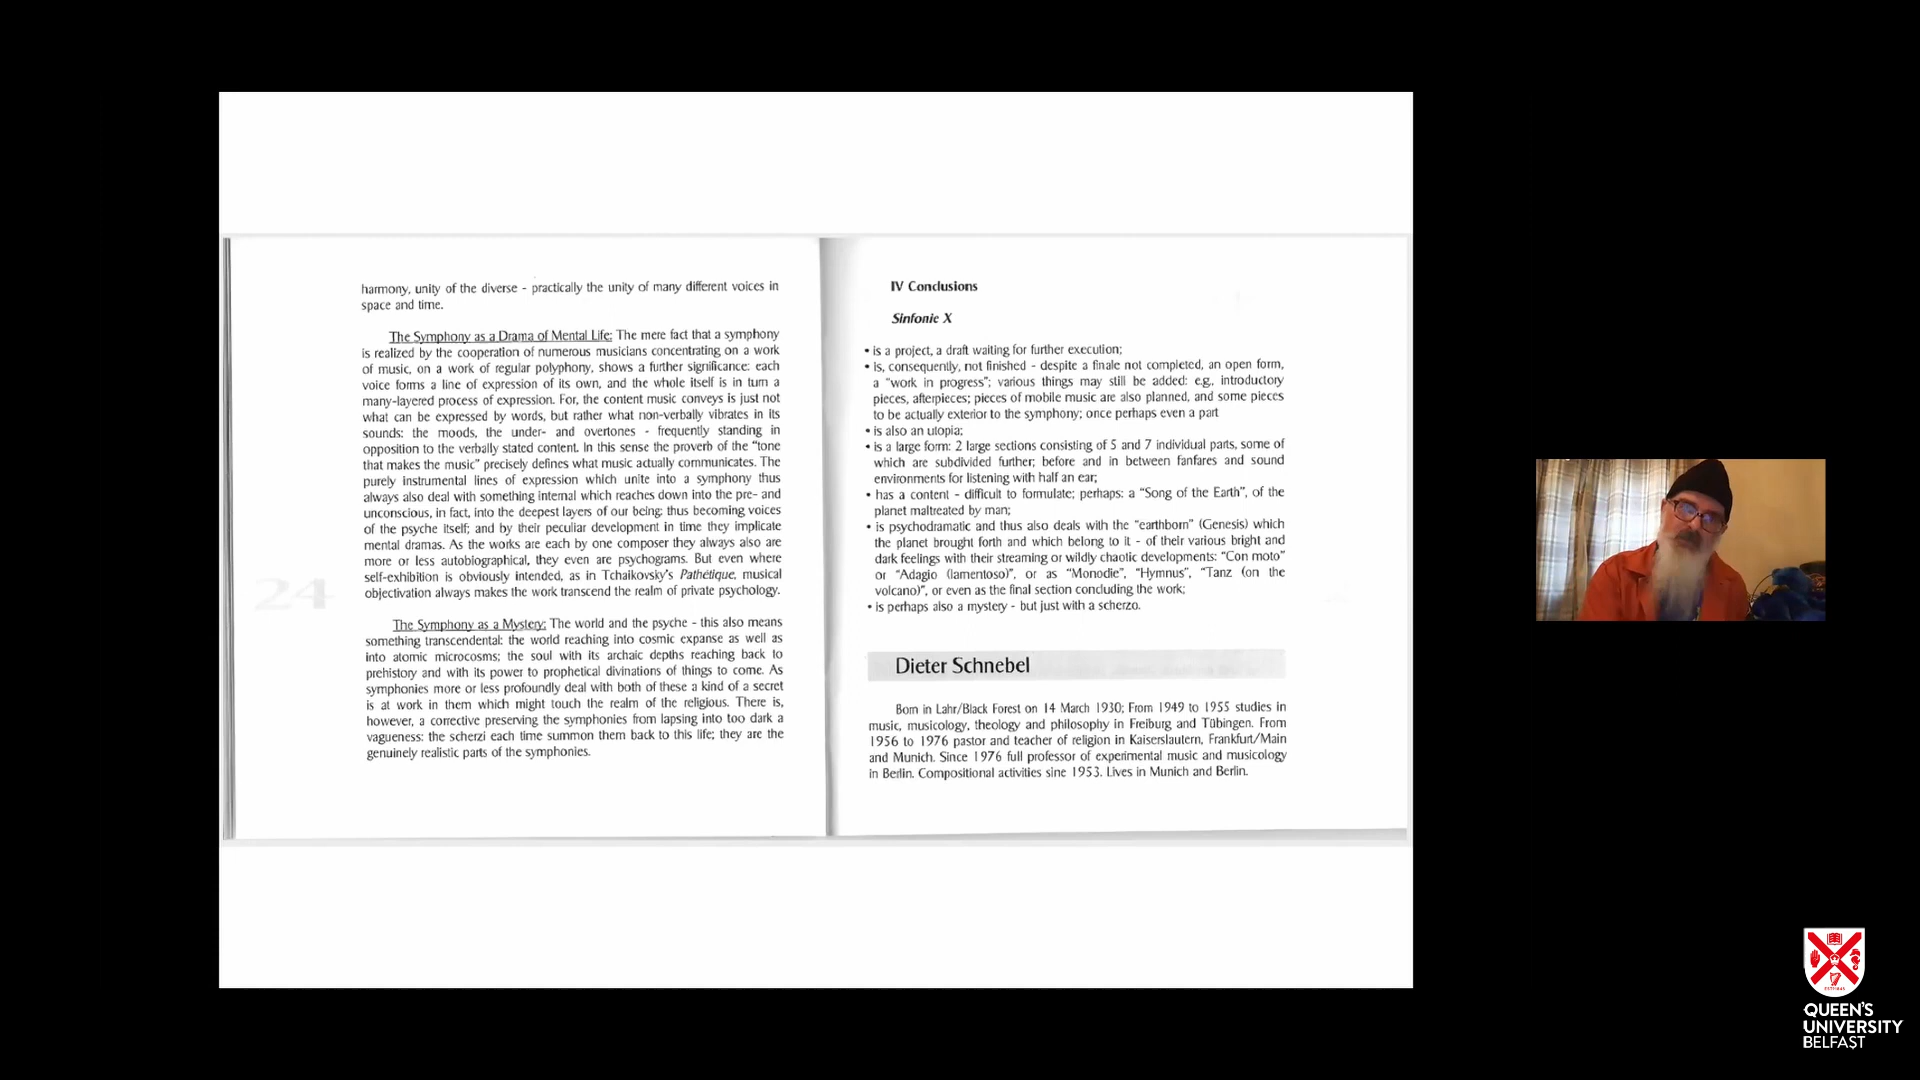 harmony, unity of the diverse - practically the unity of many different voices in
space and time.
The Symphony as a Drama of Mental Life: The mere fact that a symphony
is realized by the cooperation of numerous musicians concentrating on a work
of music, on a work of regular polyphony, shows a further significance: each
voice forms a line of expression of its own, and the whole itself is in turn a
many-layered process of expression. For, the content music conveys is just not
what can be expressed by words, but rather what non-verbally vibrates in its
sounds: the moods, the under- and overtones - frequently standing in
opposition to the verbally stated content. In this sense the proverb of the “tone
that makes the music” precisely defines what music actually communicates. The
purely instrumental lines of expression which unite into a symphony thus
always also deal with something internal which reaches down into the pre- and
unconscious, in fact, into the deepest layers of our being; thus becoming voices
of the psyche itself; and by their peculiar development in time they implicate
mental dramas. As the works are each by one composer they always also are
more or less autobiographical, they even are psychograms. But even where
self-exhibition is obviously intended, as in Tchaikovsky's Pathétique, musical
objectivation always makes the work transcend the realm of private psychology.
The Symphony as a Mystery: The world and the psyche - this also means
something transcendental: the world reaching into cosmic expanse as well as
into atomic microcosms; the soul with its archaic depths reaching back to
prehistory and with its power to prophetical divinations of things to come. As
symphonies more or less profoundly deal with both of these a kind of a secret
is at work in them which might touch the realm of the religious. There is,
however, a corrective preserving the symphonies from lapsing into too dark a
vagueness: the scherzi each time summon them back to this life; they are the
genuinely realistic parts of the symphonies.
24
IV Conclusions
Sinfonie X
• is a project, a draft waiting for further execution;
• is, consequently, not finished - despite a finale not completed, an open form,
a “work in progress”; various things may still be added: e.g., introductory
pieces, afterpieces; pieces of mobile music are also planned, and some pieces
to be actually exterior to the symphony; once perhaps even a part
• is also an utopia;
• is a large form: 2 large sections consisting of 5 and 7 individual parts, some of
which are subdivided further; before and in between fanfares and sound
environments for listening with half an ear;
• has a content - difficult to formulate; perhaps: a “Song of the Earth”, of the
planet maltreated by man;
• is psychodramatic and thus also deals with the “earthborn” (Genesis) which
the planet brought forth and which belong to it - of their various bright and
dark feelings with their streaming or wildly chaotic developments: “Con moto”
or “Adagio (lamentoso)”, or as “Monodie”, “Hymnus”, “Tanz (on the
volcano)”, or even as the final section concluding the work;
• is perhaps also a mystery - but just with a scherzo.
Dieter Schnebel
Born in Lahr/Black Forest on 14 March 1930; From 1949 to 1955 studies in
music, musicology, theology and philosophy in Freiburg and Tübingen. From
1956 to 1976 pastor and teacher of religion in Kaiserslautern, Frankfurt/Main
and Munich. Since 1976 full professor of experimental music and musicology
in Berlin. Compositional activities sine 1953. Lives in Munich and Berlin.
QUEEN'S
UNIVERSITY
BELFAST